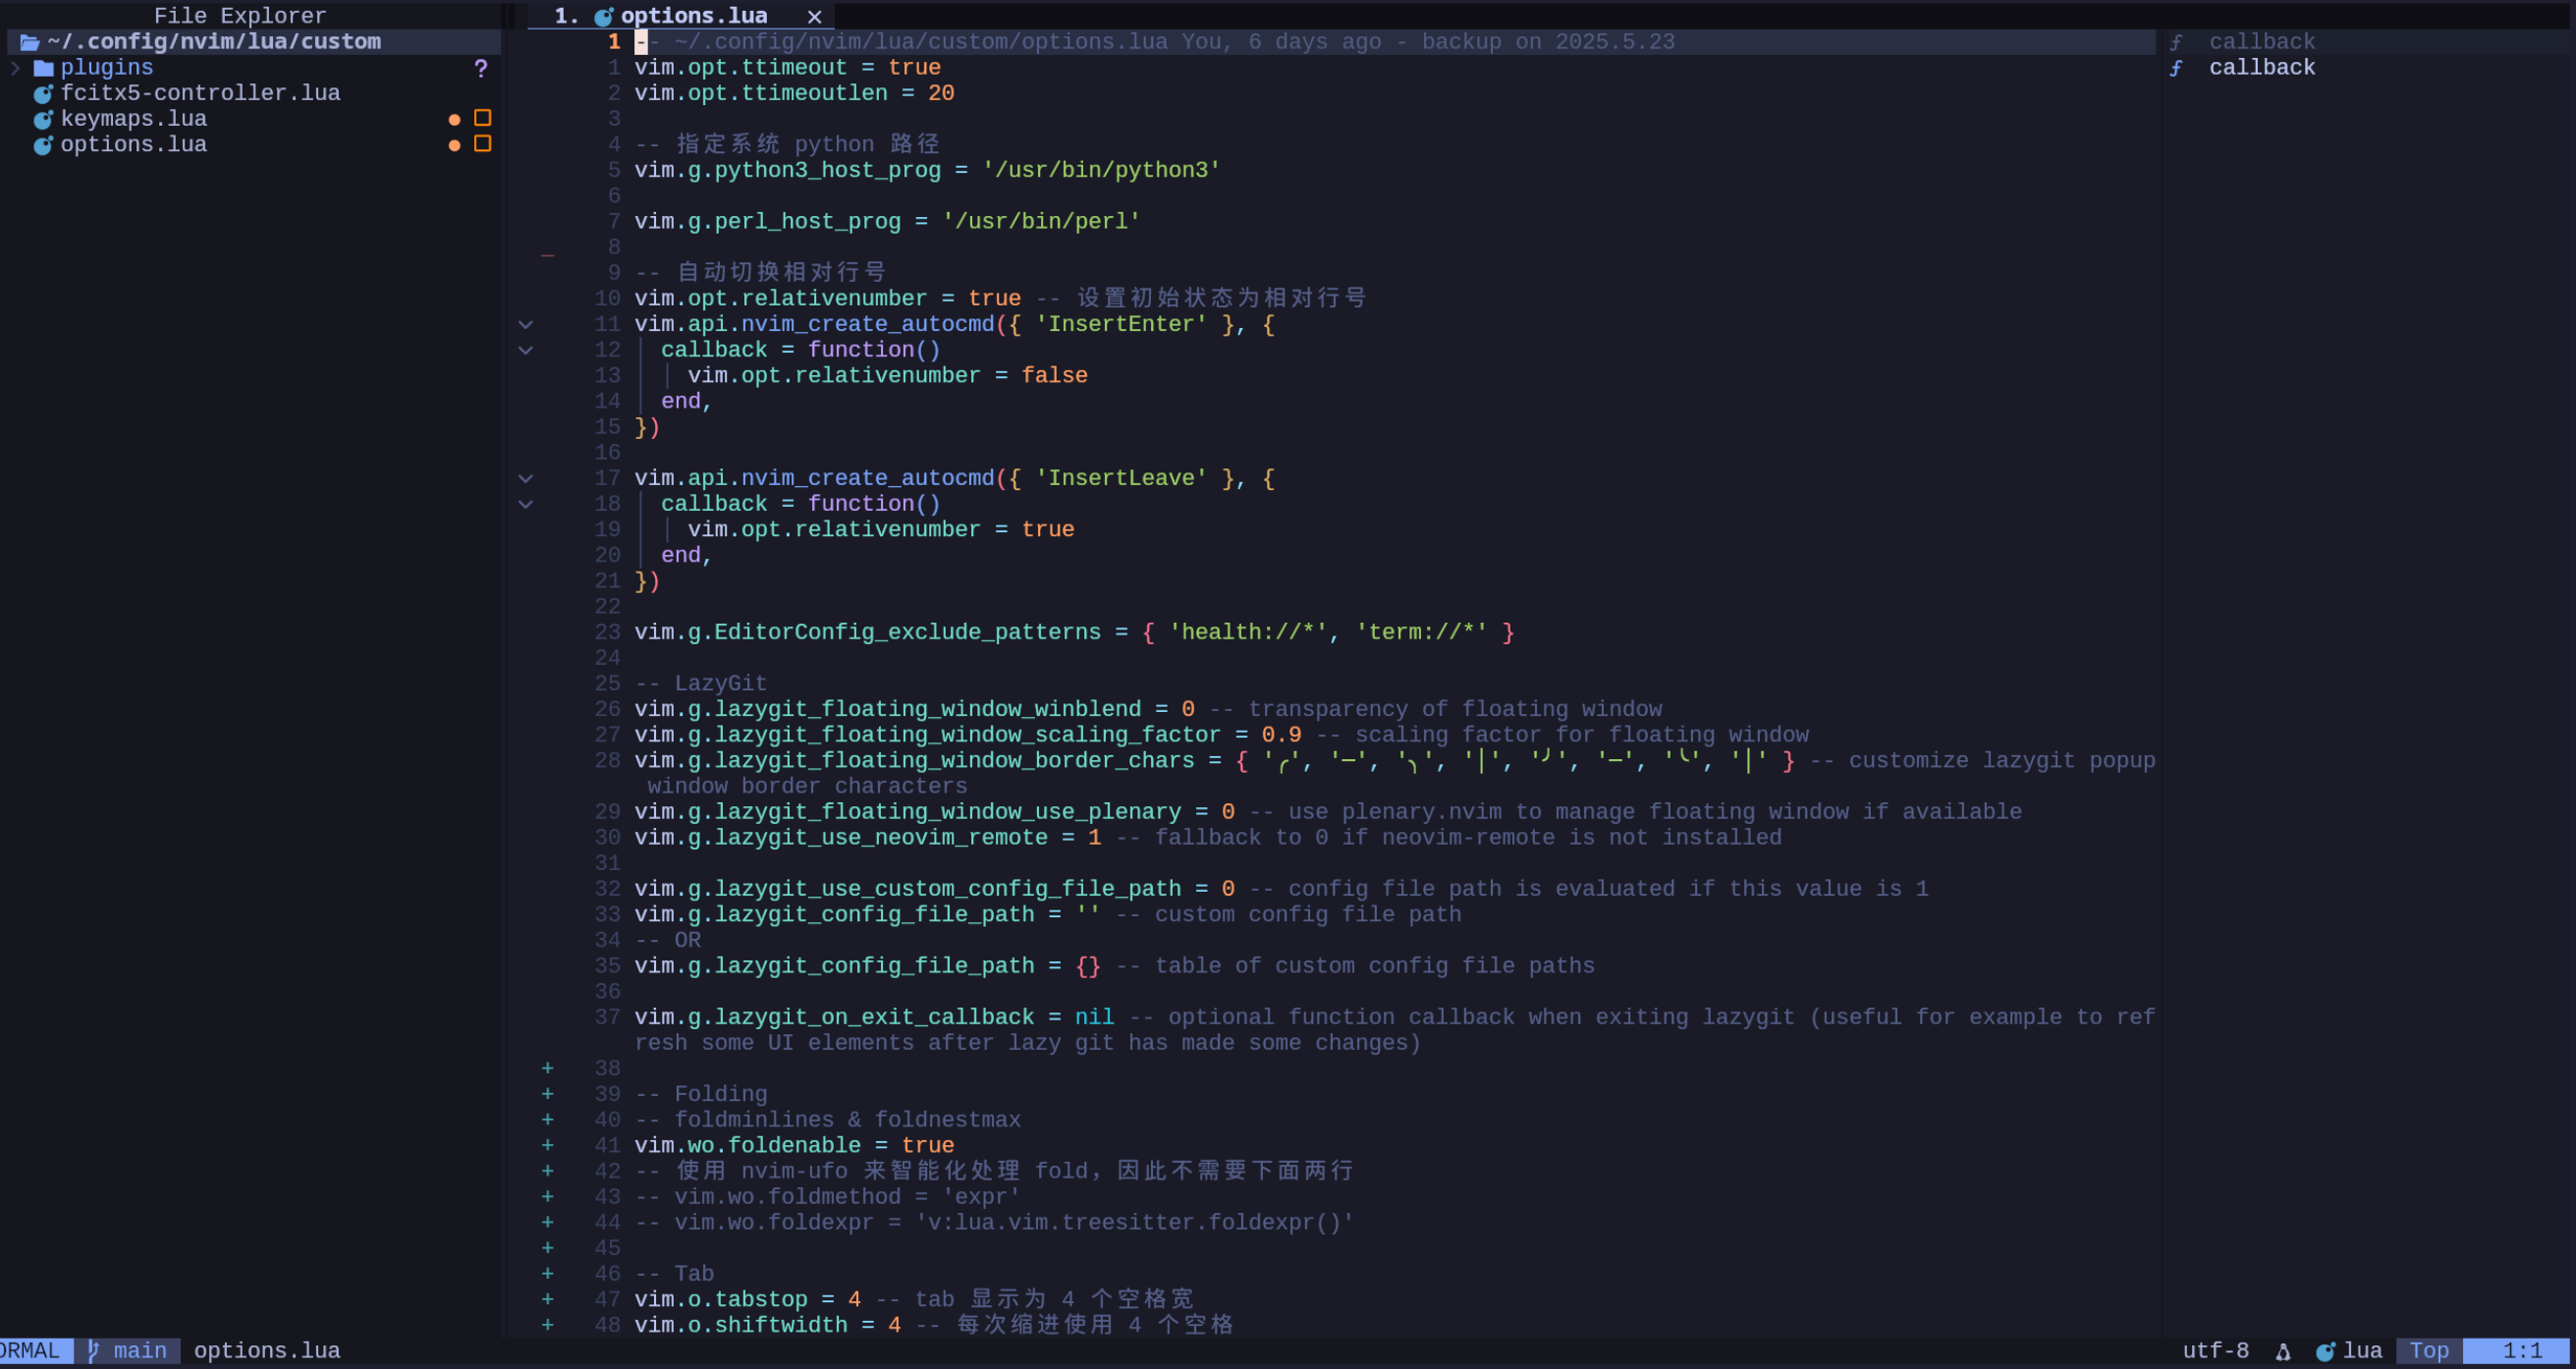 File Explorer
~/.config/nvim/lua/custom
plugins ?
fcitx5-controller.lua
keymaps.lua
options.lua
1. options.lua ×
1 -- ~/.config/nvim/lua/custom/options.lua You, 6 days ago - backup on 2025.5.23
1 vim.opt.ttimeout = true
2 vim.opt.ttimeoutlen = 20
3
4 -- 指定系统 python 路径
5 vim.g.python3_host_prog = '/usr/bin/python3'
6
7 vim.g.perl_host_prog = '/usr/bin/perl'
8
9 -- 自动切换相对行号
10 vim.opt.relativenumber = true -- 设置初始状态为相对行号
11 vim.api.nvim_create_autocmd({ 'InsertEnter' }, {
12 callback = function()
13 vim.opt.relativenumber = false
14 end,
15 })
16
17 vim.api.nvim_create_autocmd({ 'InsertLeave' }, {
18 callback = function()
19 vim.opt.relativenumber = true
20 end,
21 })
22
23 vim.g.EditorConfig_exclude_patterns = { 'health://*', 'term://*' }
24
25 -- LazyGit
26 vim.g.lazygit_floating_window_winblend = 0 -- transparency of floating window
27 vim.g.lazygit_floating_window_scaling_factor = 0.9 -- scaling factor for floating window
28 vim.g.lazygit_floating_window_border_chars = { '╭', '─', '╮', '│', '╯', '─', '╰', '│' } -- customize lazygit popup
window border characters
29 vim.g.lazygit_floating_window_use_plenary = 0 -- use plenary.nvim to manage floating window if available
30 vim.g.lazygit_use_neovim_remote = 1 -- fallback to 0 if neovim-remote is not installed
31
32 vim.g.lazygit_use_custom_config_file_path = 0 -- config file path is evaluated if this value is 1
33 vim.g.lazygit_config_file_path = '' -- custom config file path
34 -- OR
35 vim.g.lazygit_config_file_path = {} -- table of custom config file paths
36
37 vim.g.lazygit_on_exit_callback = nil -- optional function callback when exiting lazygit (useful for example to ref
resh some UI elements after lazy git has made some changes)
+ 38
+ 39 -- Folding
+ 40 -- foldminlines & foldnestmax
+ 41 vim.wo.foldenable = true
+ 42 -- 使用 nvim-ufo 来智能化处理 fold，因此不需要下面两行
+ 43 -- vim.wo.foldmethod = 'expr'
+ 44 -- vim.wo.foldexpr = 'v:lua.vim.treesitter.foldexpr()'
+ 45
+ 46 -- Tab
+ 47 vim.o.tabstop = 4 -- tab 显示为 4 个空格宽
+ 48 vim.o.shiftwidth = 4 -- 每次缩进使用 4 个空格
callback
callback
ORMAL main options.lua utf-8 lua Top 1:1